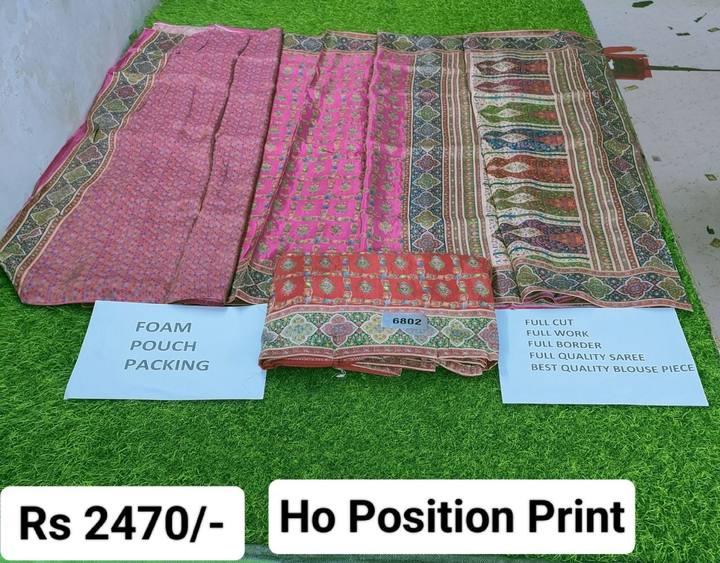 6802
FOAM
POUCH
PACKING
FULL CUT
FULL WORK
FULL BORDER
FULL QUALITY SAREE
BEST QUALITY BLOUSE PIECE
Rs 2470/-
Ho Position Print